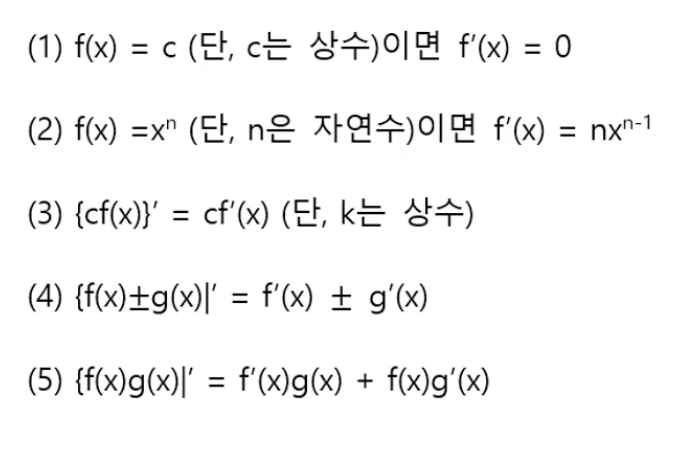 (1) f(x) = c (단, c는 상수)이면 f′(x) = 0
(2) f(x) =xⁿ (단, n은 자연수)이면 f′(x) = nxⁿ⁻¹
(3) {cf(x)}′ = cf′(x) (단, k는 상수)
(4) {f(x)±g(x)|′ = f′(x) ± g′(x)
(5) {f(x)g(x)|′ = f′(x)g(x) + f(x)g′(x)